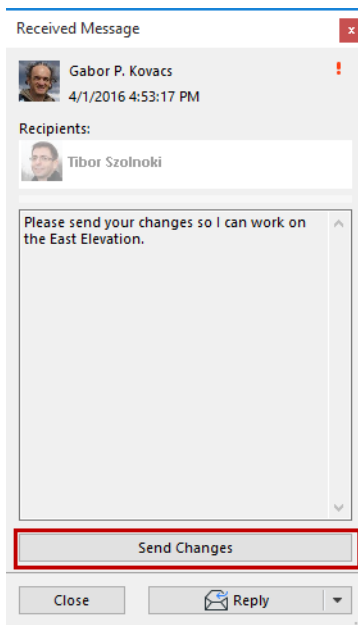 Received Message
x
Gabor P. Kovacs
!
4/1/2016 4:53:17 PM
Recipients:
Tibor Szolnoki
Please send your changes so I can work on
the East Elevation.
Send Changes
Close
Reply